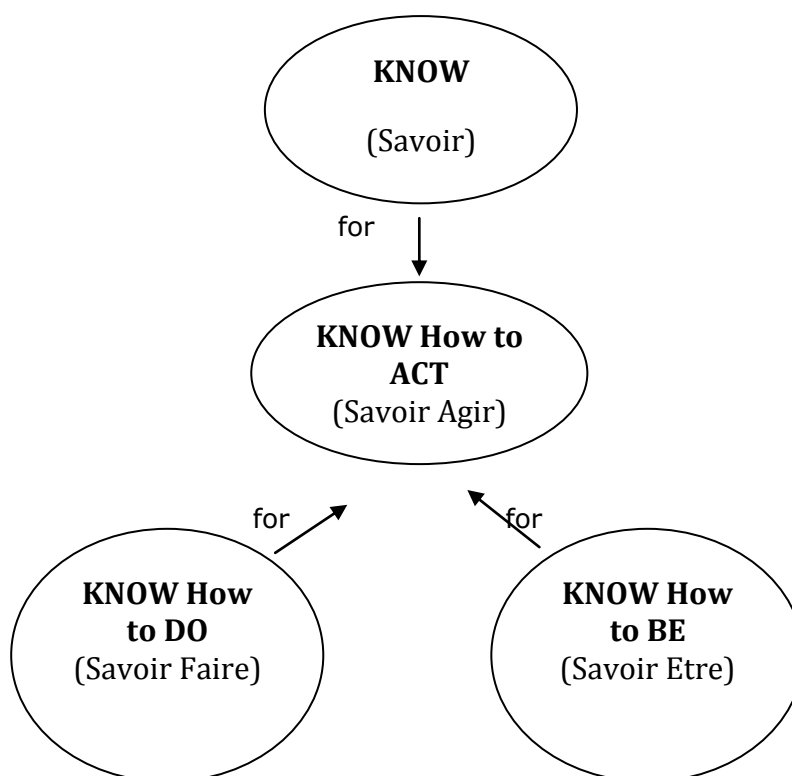 KNOW
(Savoir)
for
KNOW How to
ACT
(Savoir Agir)
for
for
KNOW How
to DO
(Savoir Faire)
KNOW How
to BE
(Savoir Etre)